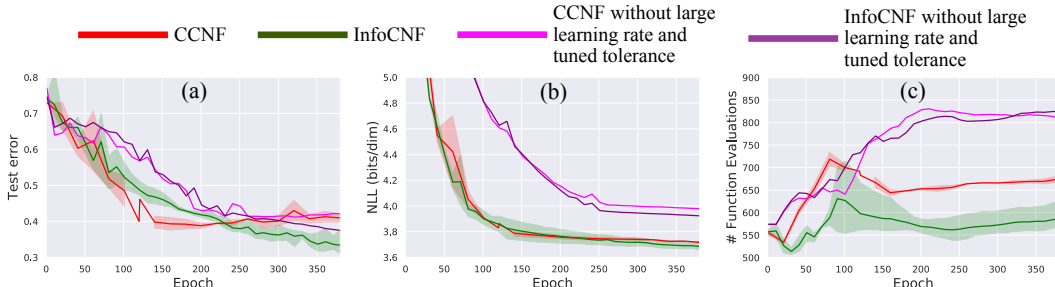 CCNF
InfoCNF
CCNF without large
learning rate and
tuned tolerance
InfoCNF without large
learning rate and
tuned tolerance
(a)
Test error
0.8
0.7
0.6
0.5
0.4
0.3
0 50 100 150 200 250 300 350
Epoch
(b)
NLL (bits/dim)
5.0
4.8
4.6
4.4
4.2
4.0
3.8
3.6
0 50 100 150 200 250 300 350
Epoch
(c)
# Function Evaluations
900
850
800
750
700
650
600
550
500
0 50 100 150 200 250 300 350
Epoch